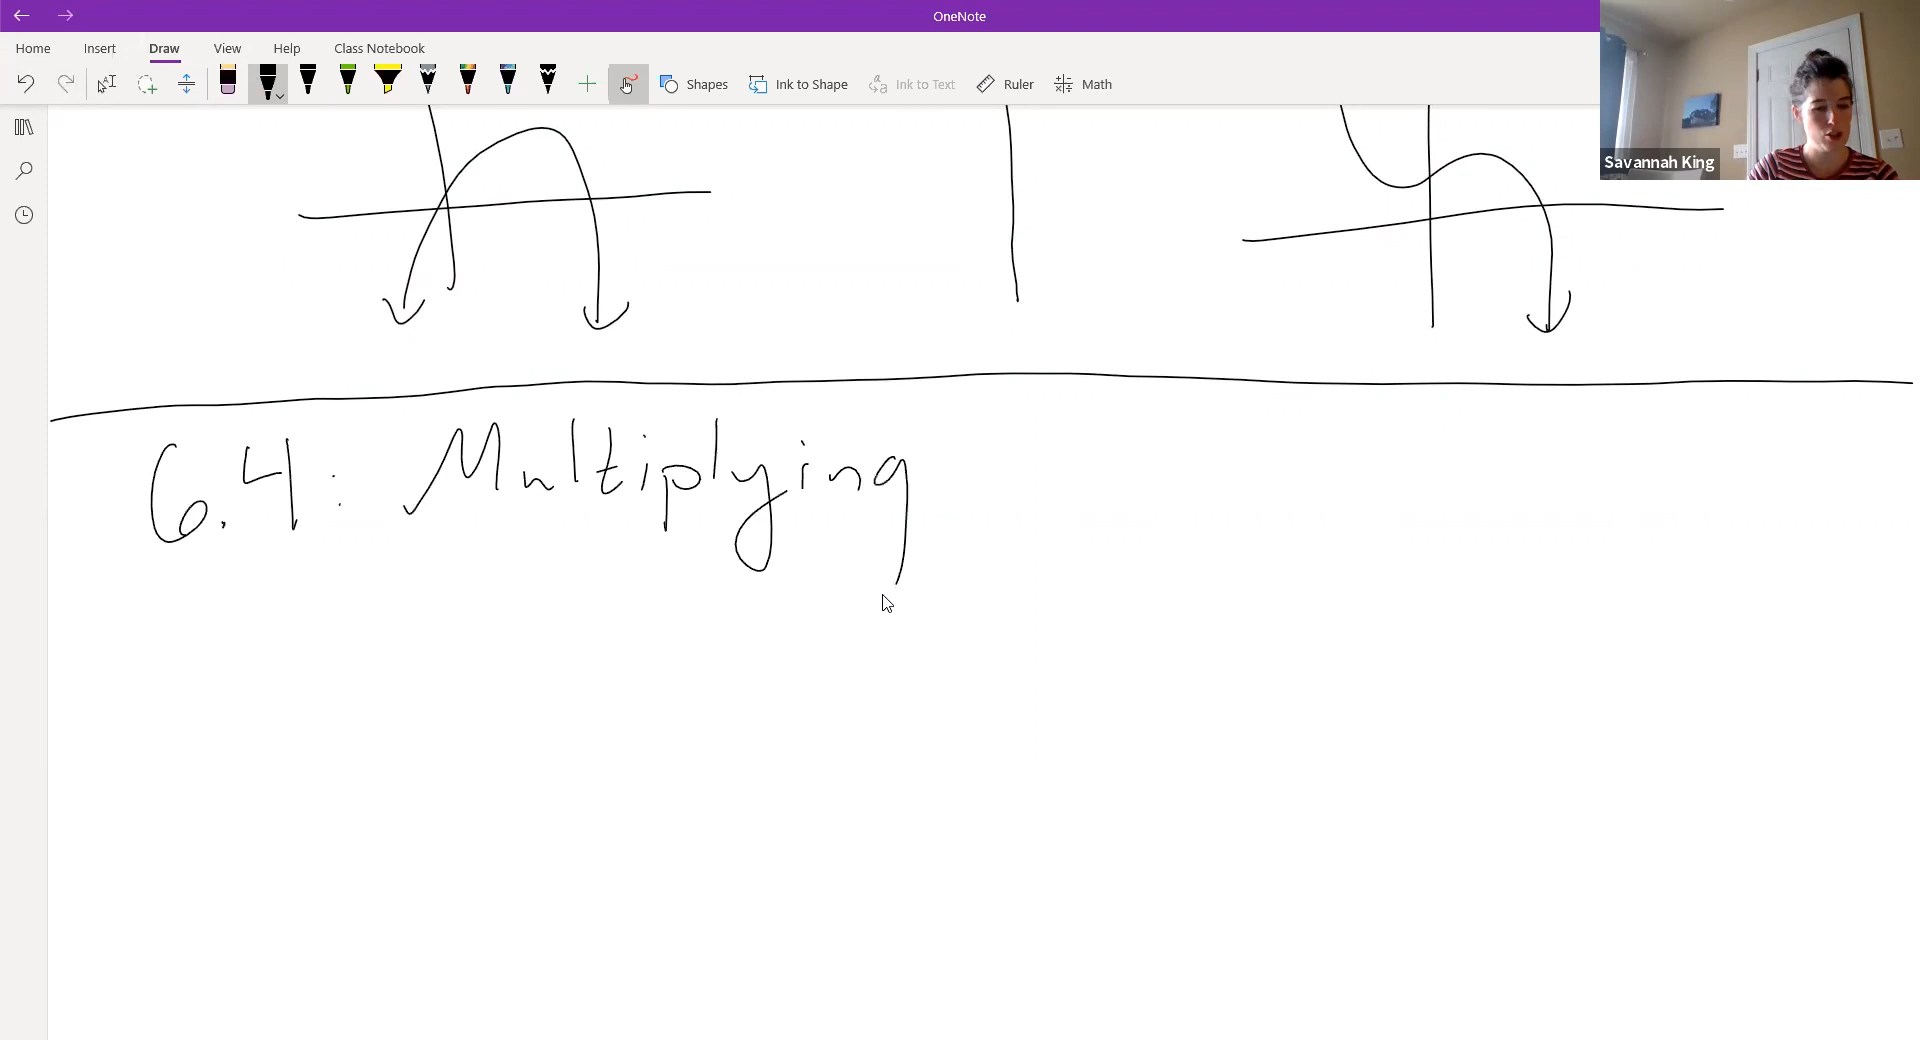 OneNote
Home Insert Draw View Help Class Notebook
Shapes Ink to Shape Ink to Text Ruler Math
Savannah King
6.4: Multiplying